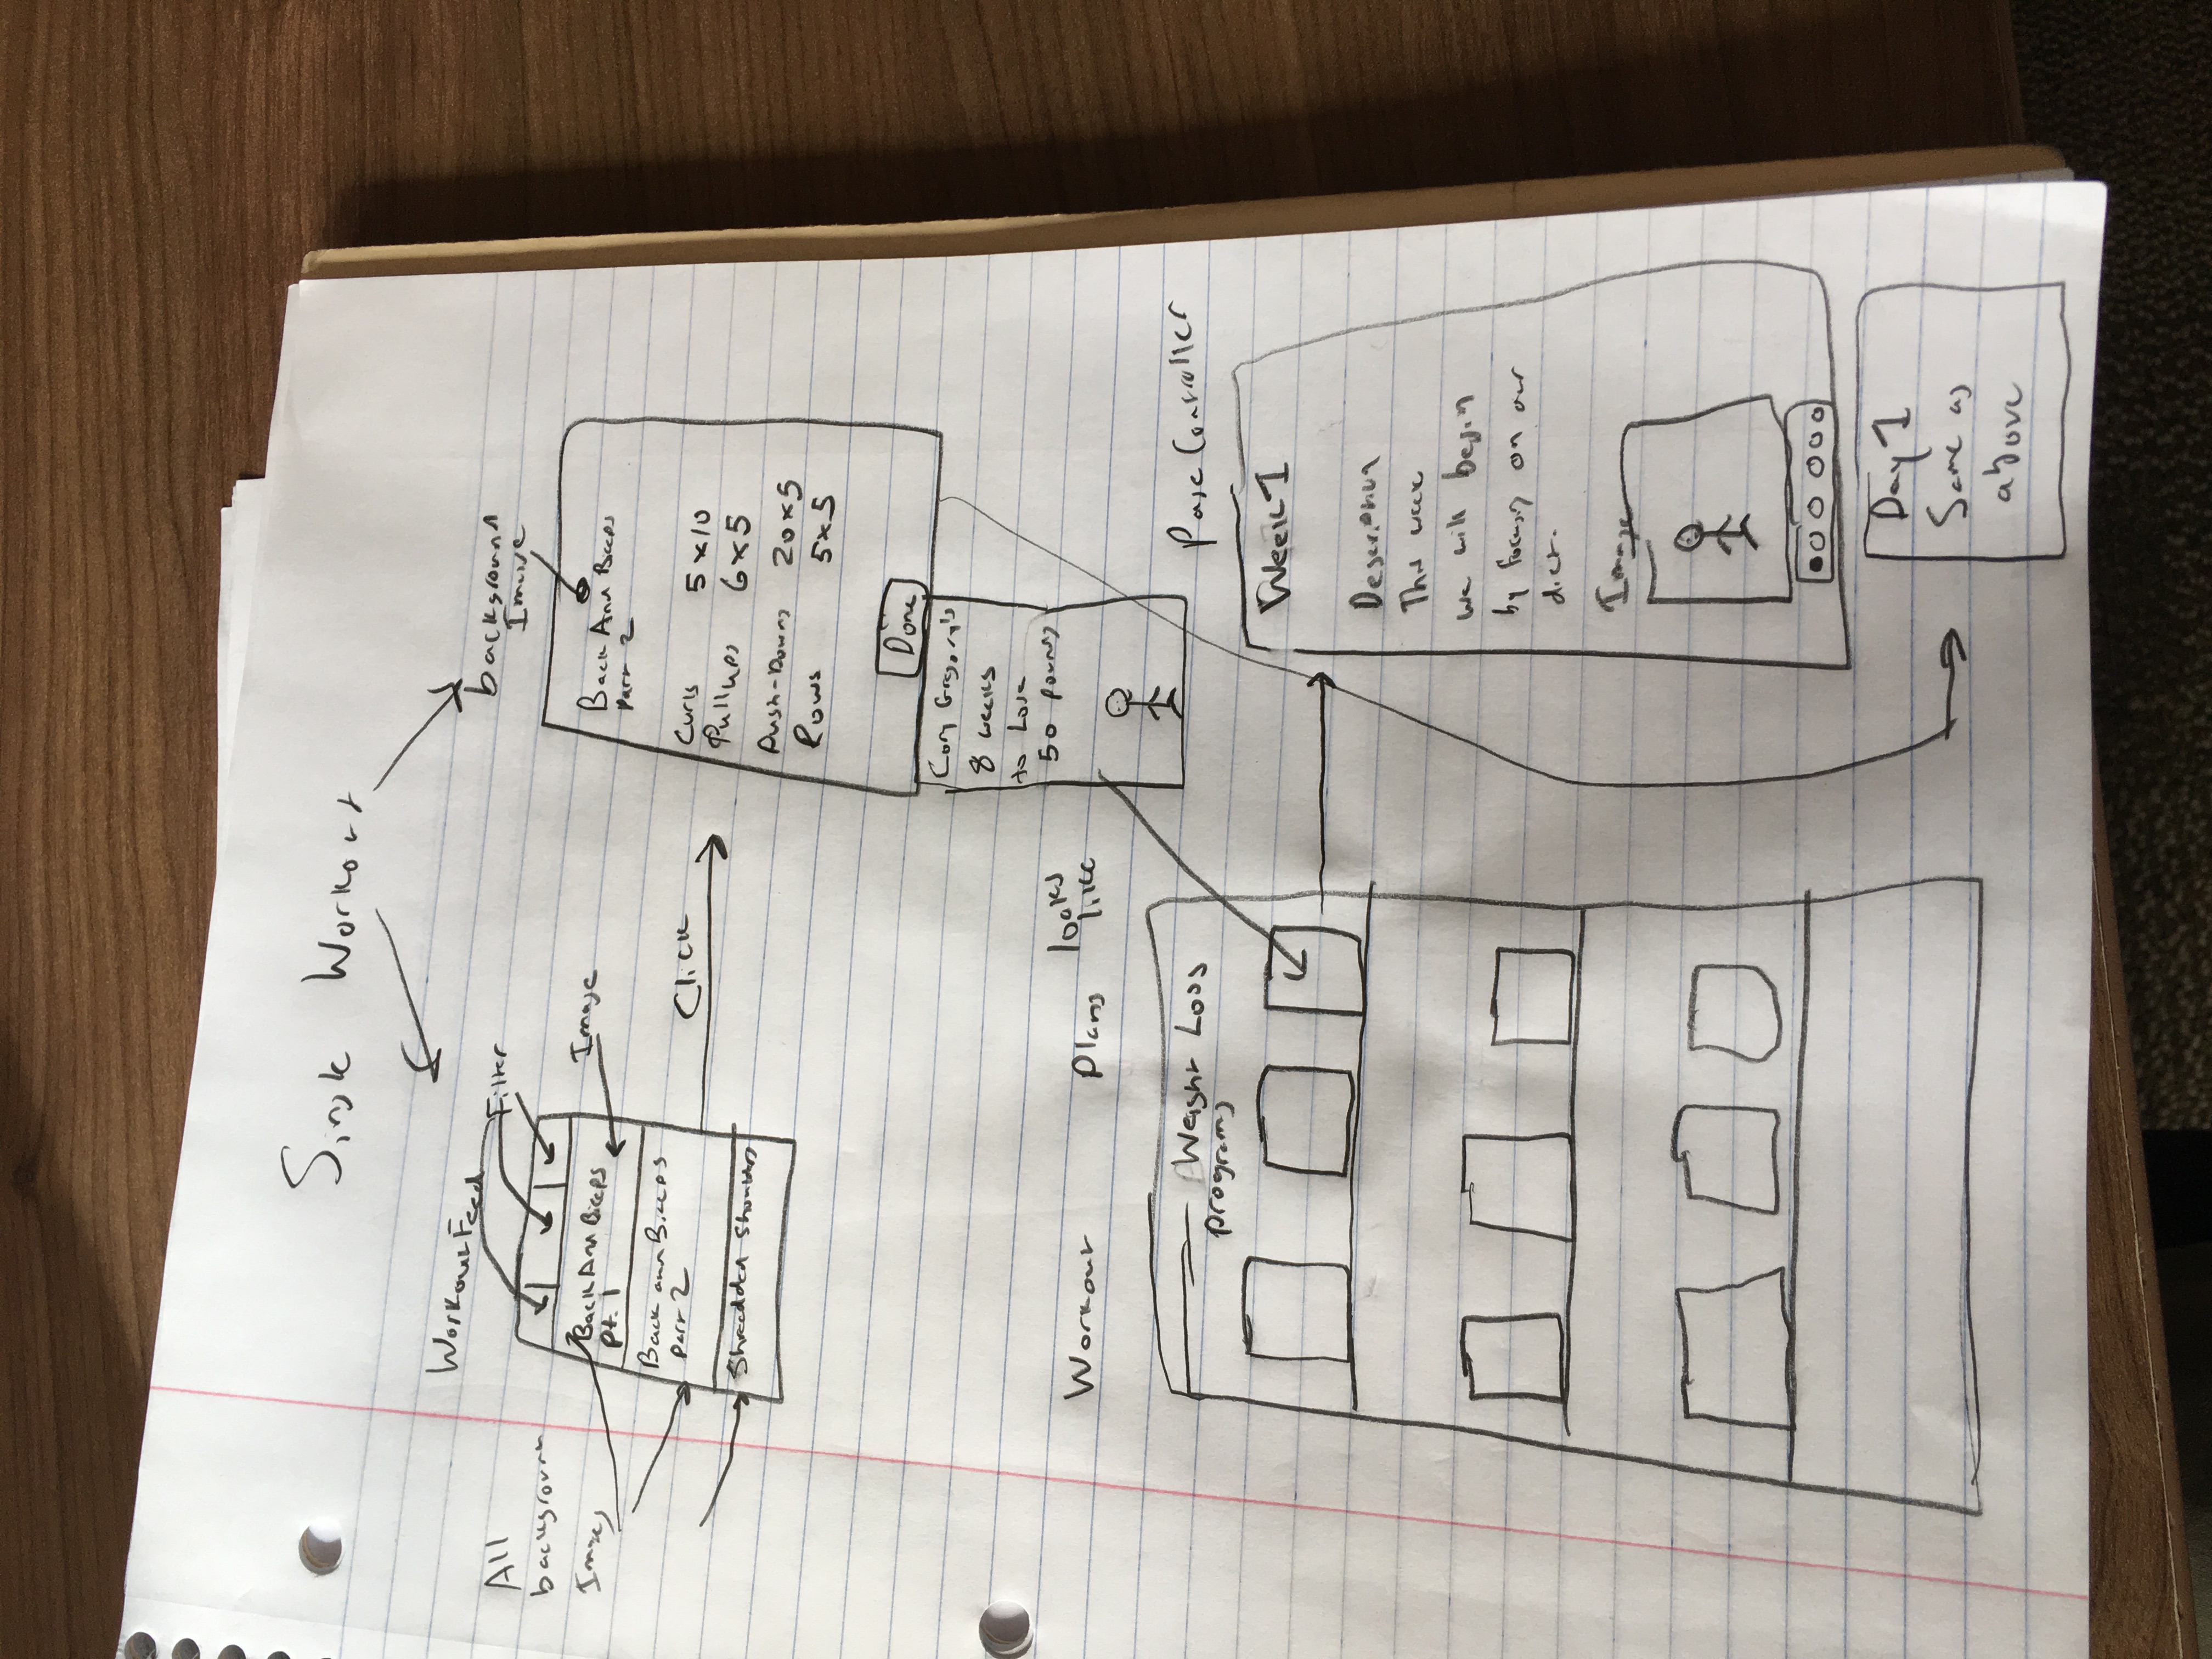 Single Workout
Workout Feed
Filter
All
background
Images
Back And Biceps
Pt. 1
Image
Back and Biceps
Part 2
Shredded Shoulders
Click
background
Image
Back And Biceps
Part 2
Curls 5x10
Pullups 6x5
Push-Downs 20x5
Rows 5x5
Done
Cory Gregory's
8 weeks
to Lose
50 pounds
Workout Plans looks
like
Weight Loss
Programs
Page Controller
Week 1
Description
This week
we will begin
by focusing on our
diet.
Image
Day 1
Same as
above